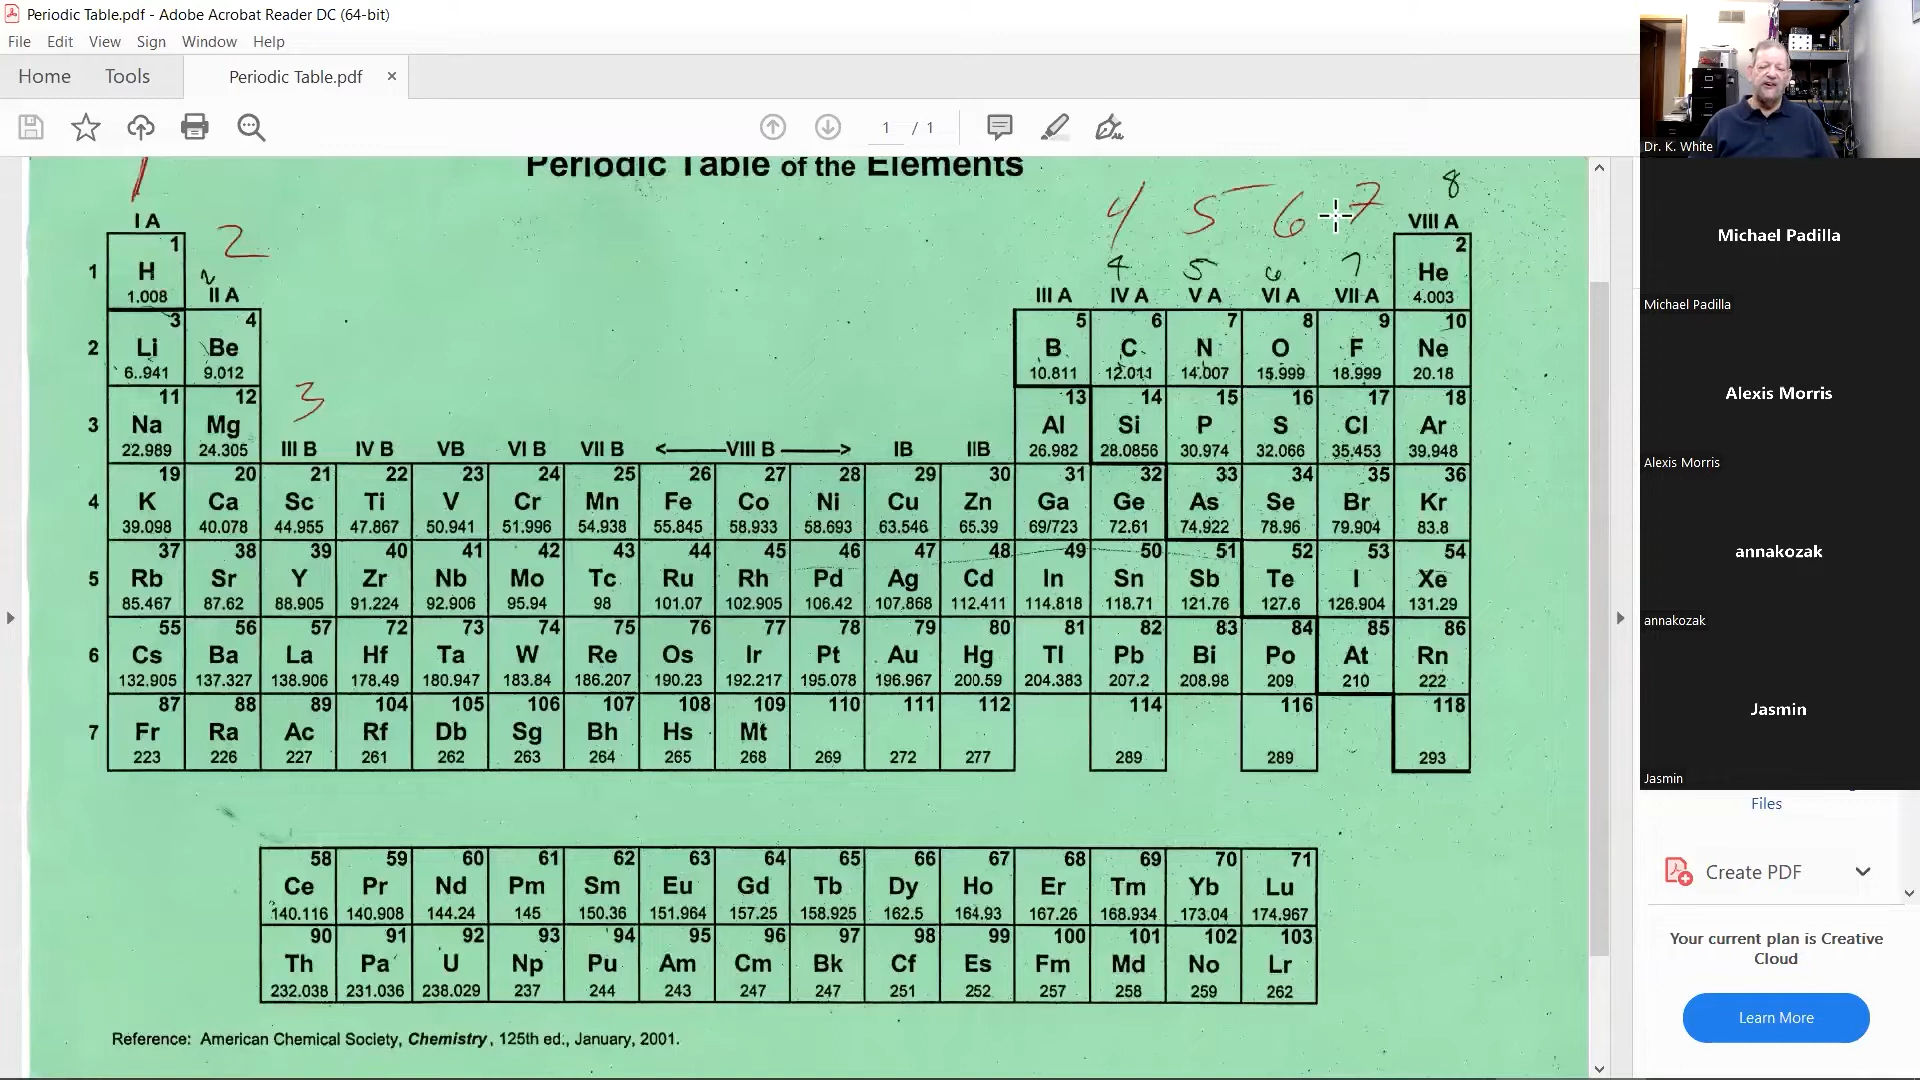 Periodic Table.pdf - Adobe Acrobat Reader DC (64-bit)
File Edit View Sign Window Help
Home Tools Periodic Table.pdf ×
1 / 1
Periodic Table of the Elements
1 2 3 4 5 6 7 8
2 4 5 6 7
I A VIII A
1 2
1 H He
1.008 II A III A IV A V A VI A VII A 4.003
3 4 5 6 7 8 9 10
2 Li Be B C N O F Ne
6..941 9.012 10.811 12.011 14.007 15.999 18.999 20.18
11 12 13 14 15 16 17 18
3 Na Mg Al Si P S Cl Ar
22.989 24.305 III B IV B VB VI B VII B <——VIII B——> IB IIB 26.982 28.0856 30.974 32.066 35.453 39.948
19 20 21 22 23 24 25 26 27 28 29 30 31 32 33 34 35 36
4 K Ca Sc Ti V Cr Mn Fe Co Ni Cu Zn Ga Ge As Se Br Kr
39.098 40.078 44.955 47.867 50.941 51.996 54.938 55.845 58.933 58.693 63.546 65.39 69/723 72.61 74.922 78.96 79.904 83.8
37 38 39 40 41 42 43 44 45 46 47 48 49 50 51 52 53 54
5 Rb Sr Y Zr Nb Mo Tc Ru Rh Pd Ag Cd In Sn Sb Te I Xe
85.467 87.62 88.905 91.224 92.906 95.94 98 101.07 102.905 106.42 107.868 112.411 114.818 118.71 121.76 127.6 126.904 131.29
55 56 57 72 73 74 75 76 77 78 79 80 81 82 83 84 85 86
6 Cs Ba La Hf Ta W Re Os Ir Pt Au Hg Tl Pb Bi Po At Rn
132.905 137.327 138.906 178.49 180.947 183.84 186.207 190.23 192.217 195.078 196.967 200.59 204.383 207.2 208.98 209 210 222
87 88 89 104 105 106 107 108 109 110 111 112 114 116 118
7 Fr Ra Ac Rf Db Sg Bh Hs Mt
223 226 227 261 262 263 264 265 268 269 272 277 289 289 293
58 59 60 61 62 63 64 65 66 67 68 69 70 71
Ce Pr Nd Pm Sm Eu Gd Tb Dy Ho Er Tm Yb Lu
140.116 140.908 144.24 145 150.36 151.964 157.25 158.925 162.5 164.93 167.26 168.934 173.04 174.967
90 91 92 93 94 95 96 97 98 99 100 101 102 103
Th Pa U Np Pu Am Cm Bk Cf Es Fm Md No Lr
232.038 231.036 238.029 237 244 243 247 247 251 252 257 258 259 262
Reference: American Chemical Society, Chemistry, 125th ed., January, 2001.
Dr. K. White
Michael Padilla
Michael Padilla
Alexis Morris
Alexis Morris
annakozak
annakozak
Jasmin
Jasmin
Files
Create PDF
Your current plan is Creative
Cloud
Learn More